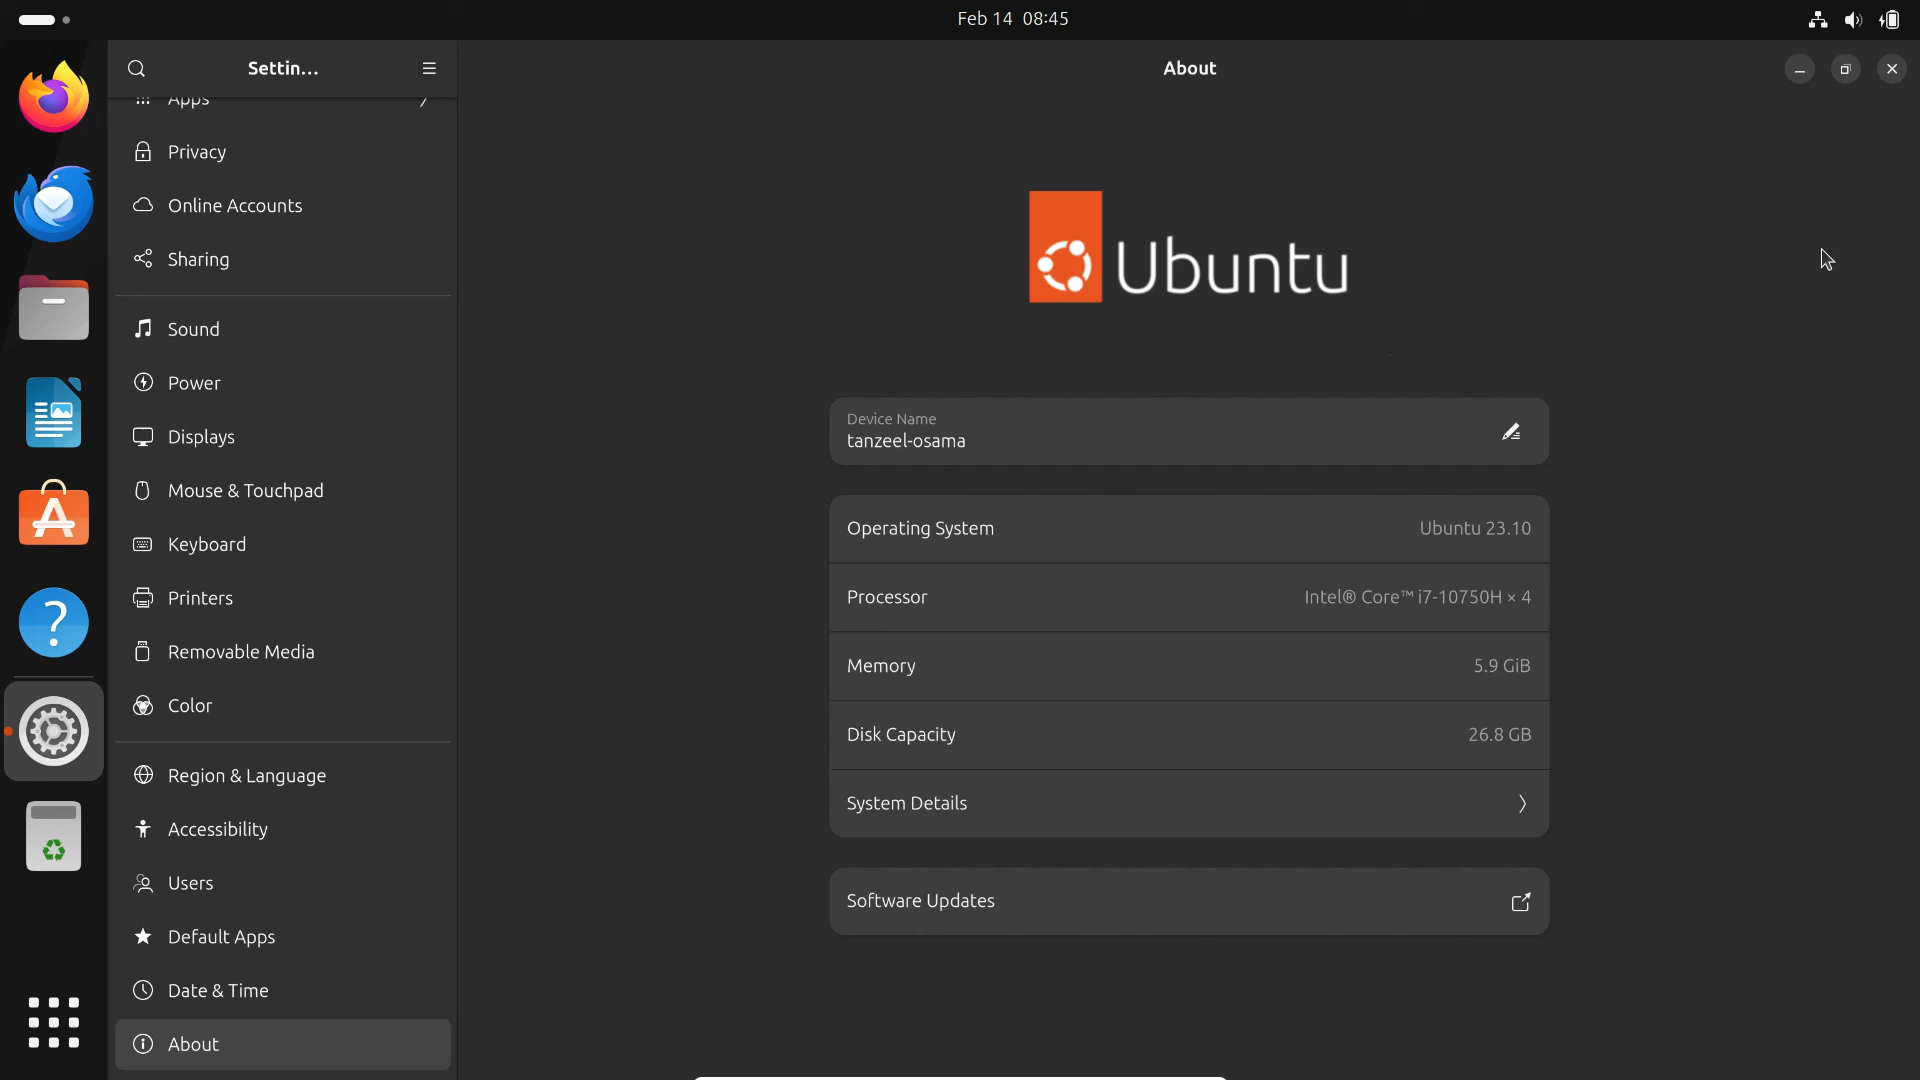 Feb 14 08:45
Settin...
About
Apps
Privacy
Online Accounts
Sharing
Sound
Power
Displays
Mouse & Touchpad
Keyboard
Printers
Removable Media
Color
Region & Language
Accessibility
Users
Default Apps
Date & Time
About
Ubuntu
Device Name
tanzeel-osama
Operating System Ubuntu 23.10
Processor Intel® Core™ i7-10750H × 4
Memory 5.9 GiB
Disk Capacity 26.8 GB
System Details
Software Updates